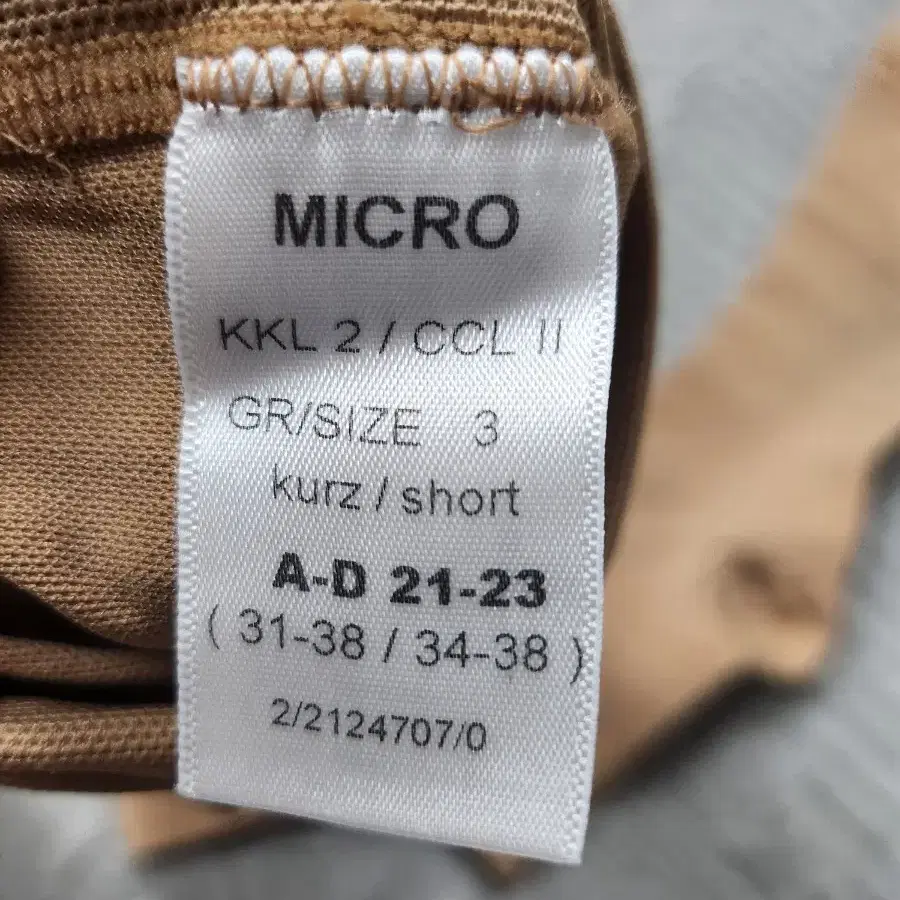 MICRO
KKL 2 / CCL II
GR/SIZE 3
kurz / short
A-D 21-23
( 31-38 / 34-38 )
2/2124707/0